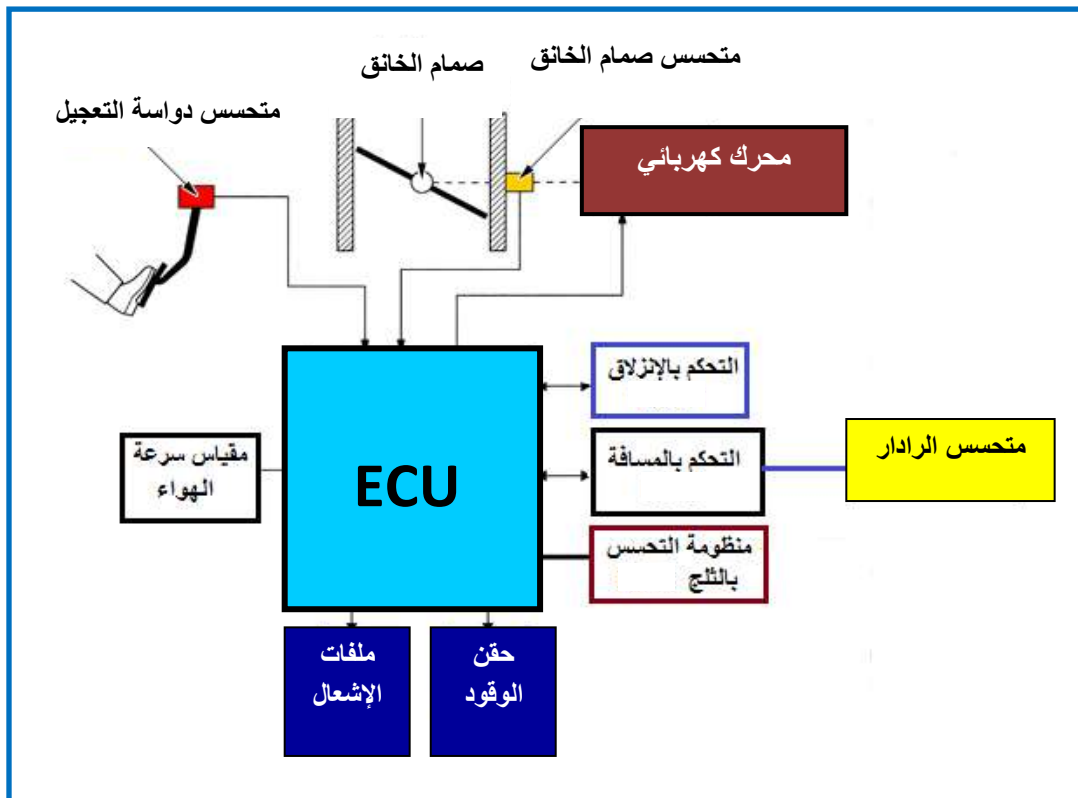 متحسس صمام الخانق
صمام الخانق
متحسس دواسة التعجيل
محرك كهربائي
التحكم بالإنزلاق
متحسس الرادار
التحكم بالمسافة
مقياس سرعة
الهواء
ECU
منظومة التحسس
بالثلج
حقن
الوقود
ملفات
الإشعال